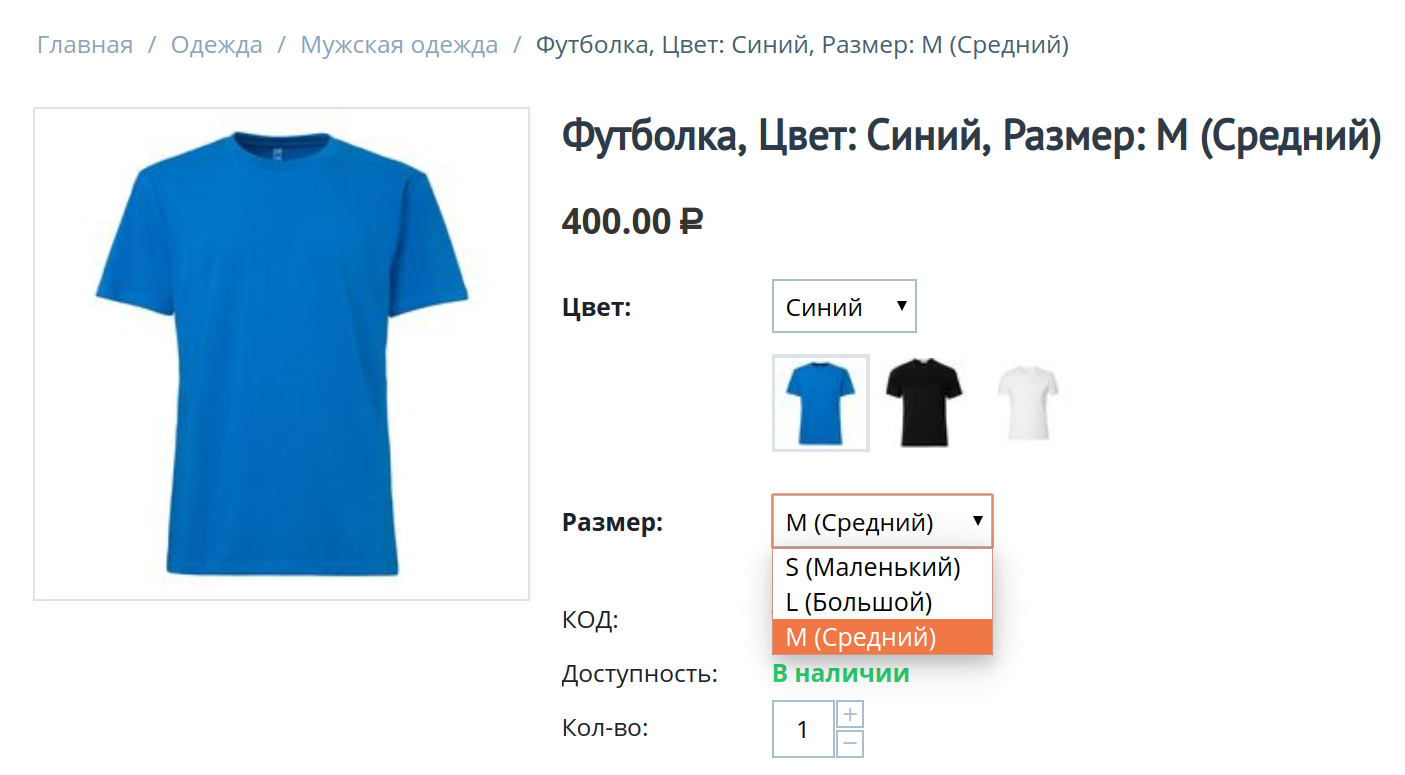 Главная / Одежда / Мужская одежда / Футболка, Цвет: Синий, Размер: M (Средний)
Футболка, Цвет: Синий, Размер: M (Средний)
400.00 ₽
Цвет: Синий
Размер: M (Средний)
S (Маленький)
L (Большой)
M (Средний)
КОД:
Доступность: В наличии
Кол-во: 1 +
−